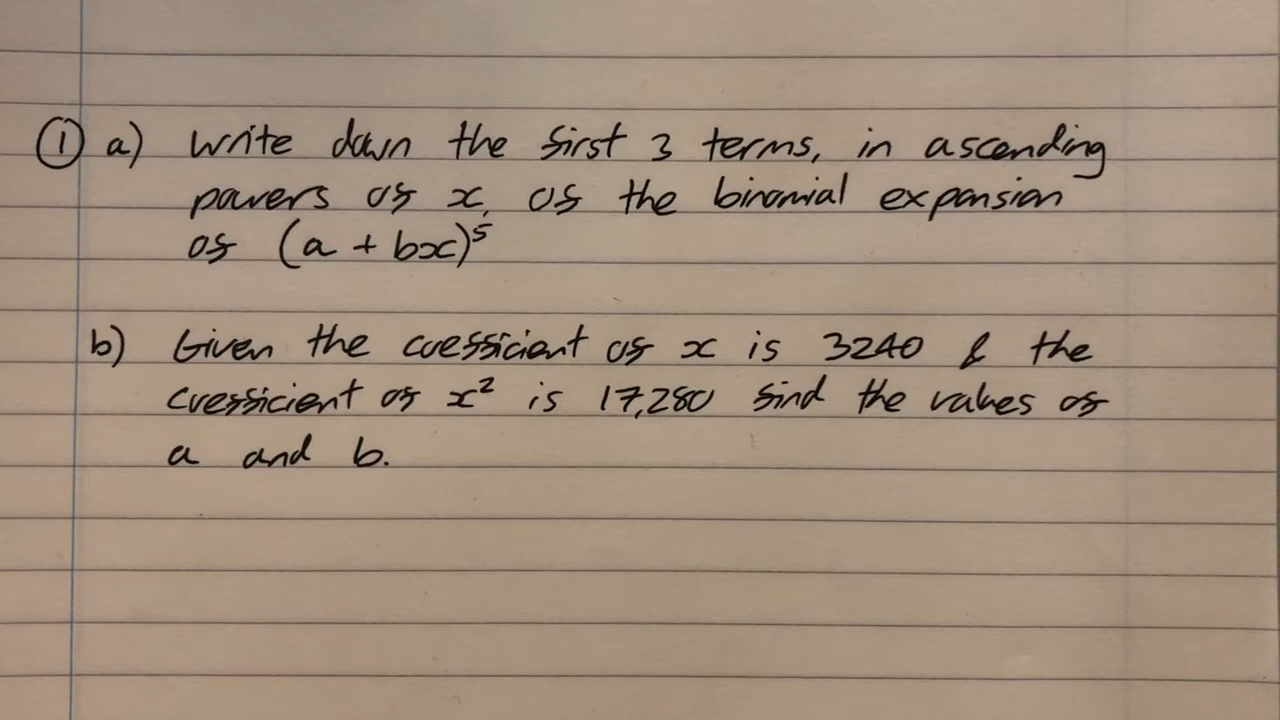 ① a) Write down the first 3 terms, in ascending
powers of x, of the binomial expansion
of (a + bx)⁵
b) Given the coefficient of x is 3240 & the
coefficient of x² is 17,280 find the values of
a and b.